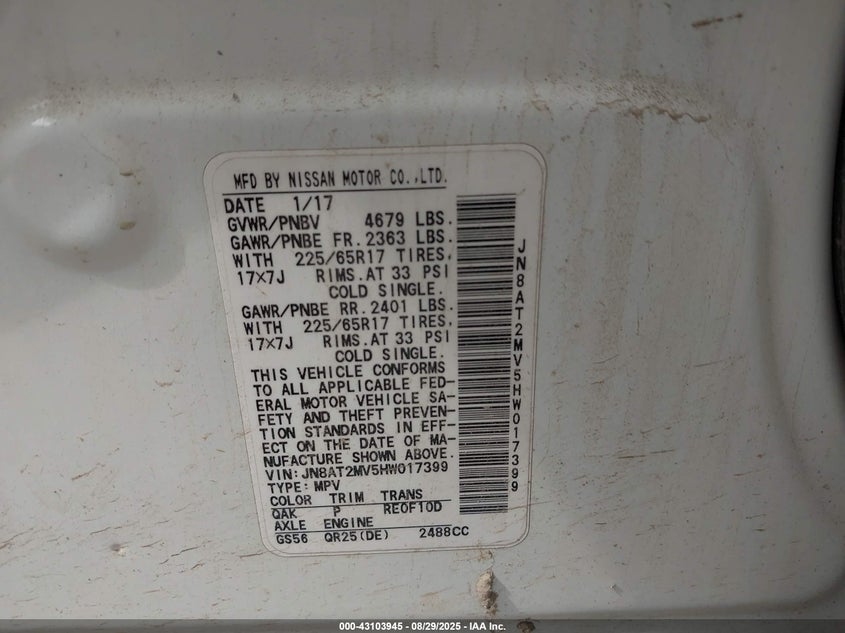 MFD BY NISSAN MOTOR CO.,LTD.
DATE 1/17
GVWR/PNBV 4679 LBS.
GAWR/PNBE FR. 2363 LBS.
WITH 225/65R17 TIRES,
17×7J RIMS. AT 33 PSI
COLD SINGLE.
GAWR/PNBE RR. 2401 LBS.
WITH 225/65R17 TIRES,
17×7J RIMS. AT 33 PSI
COLD SINGLE.
THIS VEHICLE CONFORMS
TO ALL APPLICABLE FED-
ERAL MOTOR VEHICLE SA-
FETY AND THEFT PREVEN-
TION STANDARDS IN EFF-
ECT ON THE DATE OF MA-
NUFACTURE SHOWN ABOVE.
VIN: JN8AT2MV5HW017399
TYPE: MPV
COLOR TRIM TRANS
QAK P RE0F10D
AXLE ENGINE
GS56 QR25(DE) 2488CC
JN8AT2MV5HW017399
000-43103945 - 08/29/2025 - IAA Inc.